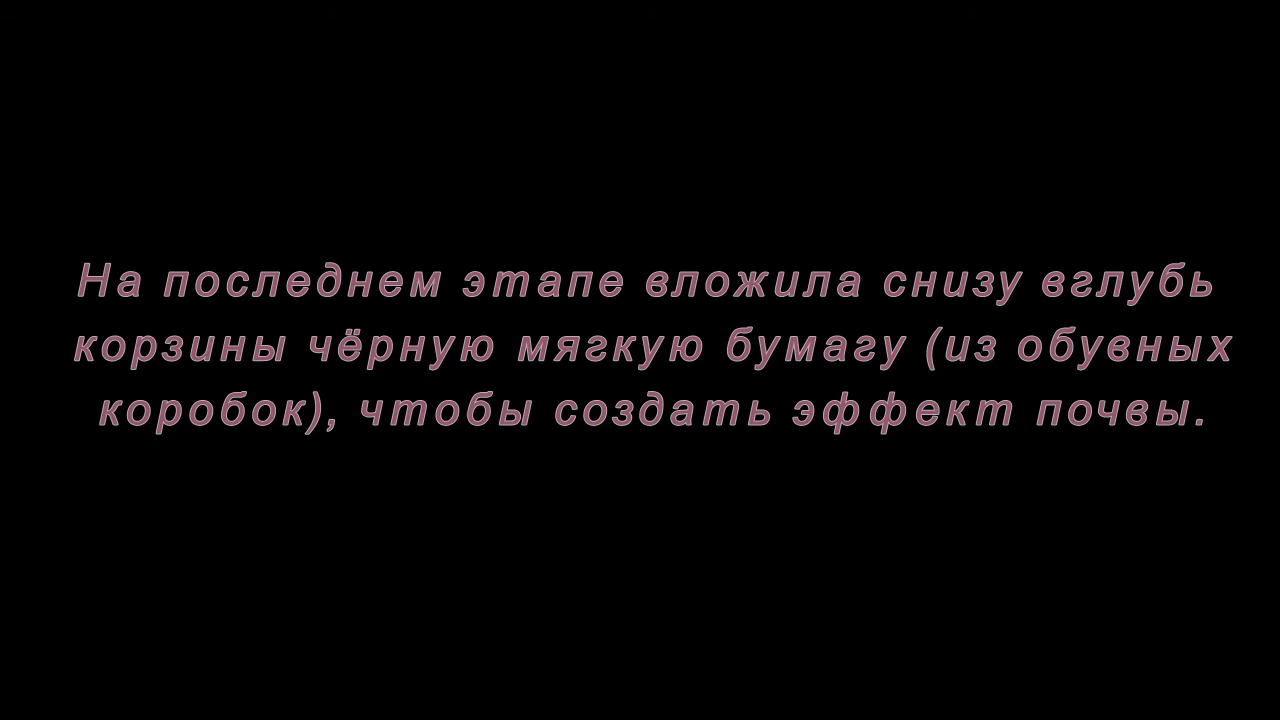 На последнем этапе вложила снизу вглубь
корзины чёрную мягкую бумагу (из обувных
коробок), чтобы создать эффект почвы.